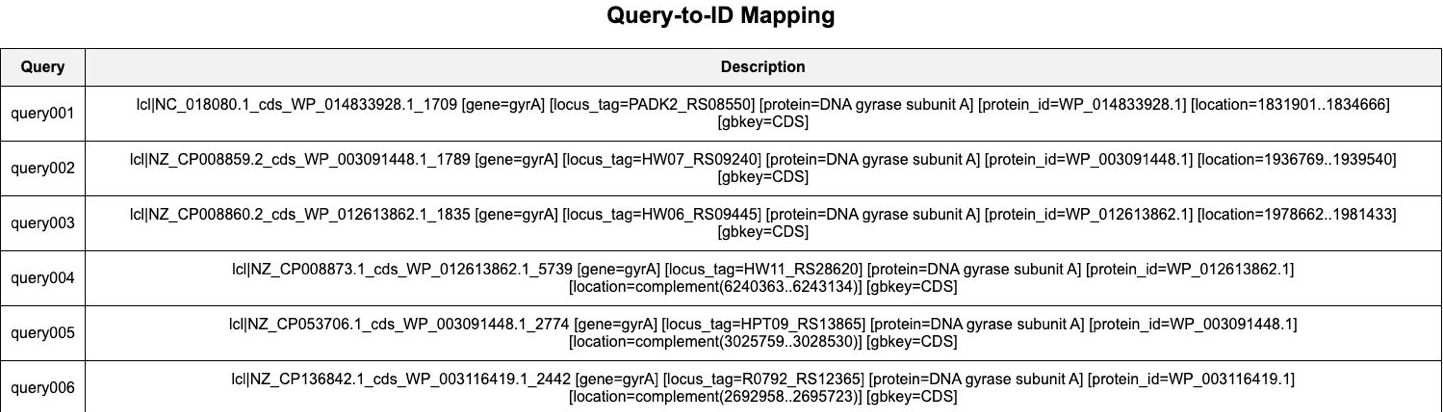 Query-to-ID Mapping
Query Description
query001 lcl|NC_018080.1_cds_WP_014833928.1_1709 [gene=gyrA] [locus_tag=PADK2_RS08550] [protein=DNA gyrase subunit A] [protein_id=WP_014833928.1] [location=1831901..1834666]
[gbkey=CDS]
query002 lcl|NZ_CP008859.2_cds_WP_003091448.1_1789 [gene=gyrA] [locus_tag=HW07_RS09240] [protein=DNA gyrase subunit A] [protein_id=WP_003091448.1] [location=1936769..1939540]
[gbkey=CDS]
query003 lcl|NZ_CP008860.2_cds_WP_012613862.1_1835 [gene=gyrA] [locus_tag=HW06_RS09445] [protein=DNA gyrase subunit A] [protein_id=WP_012613862.1] [location=1978662..1981433]
[gbkey=CDS]
query004 lcl|NZ_CP008873.1_cds_WP_012613862.1_5739 [gene=gyrA] [locus_tag=HW11_RS28620] [protein=DNA gyrase subunit A] [protein_id=WP_012613862.1]
[location=complement(6240363..6243134)] [gbkey=CDS]
query005 lcl|NZ_CP053706.1_cds_WP_003091448.1_2774 [gene=gyrA] [locus_tag=HPT09_RS13865] [protein=DNA gyrase subunit A] [protein_id=WP_003091448.1]
[location=complement(3025759..3028530)] [gbkey=CDS]
query006 lcl|NZ_CP136842.1_cds_WP_003116419.1_2442 [gene=gyrA] [locus_tag=R0792_RS12365] [protein=DNA gyrase subunit A] [protein_id=WP_003116419.1]
[location=complement(2692958..2695723)] [gbkey=CDS]